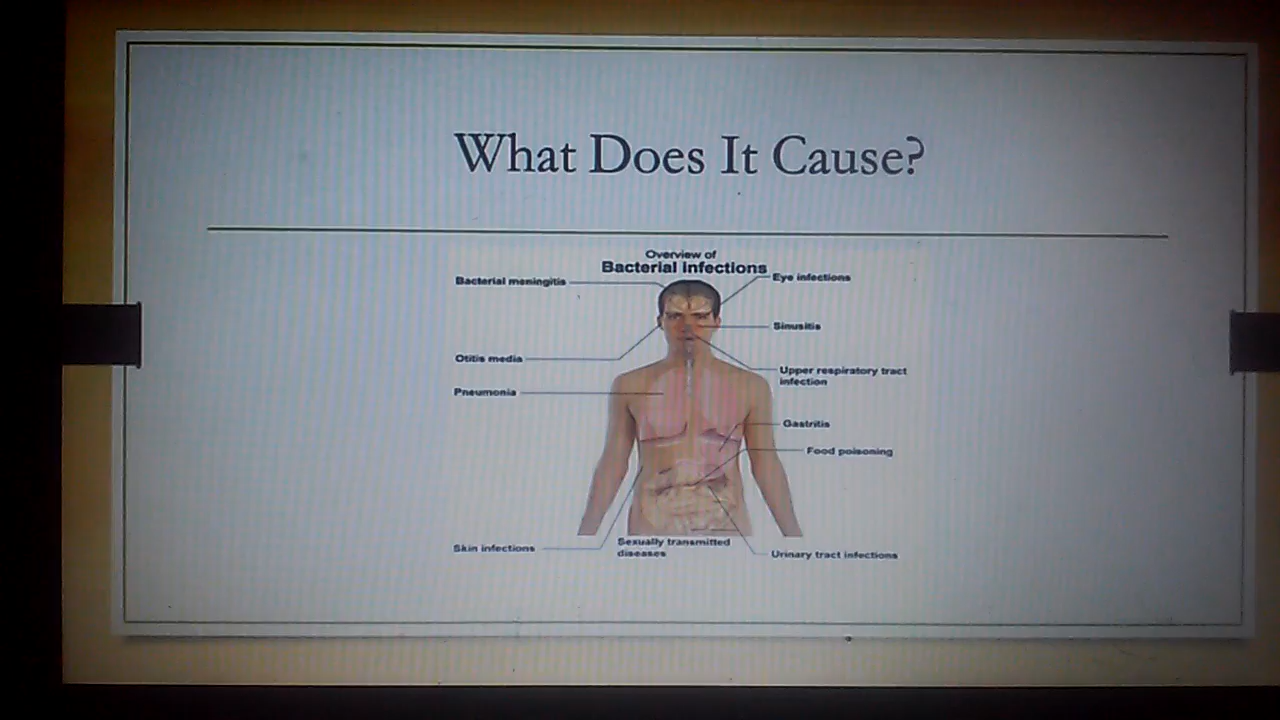 What Does It Cause?
Overview of
Bacterial Infections
Bacterial meningitis
Eye infections
Sinusitis
Otitis media
Upper respiratory tract
infection
Pneumonia
Gastritis
Food poisoning
Skin infections
Sexually transmitted
diseases
Urinary tract infections